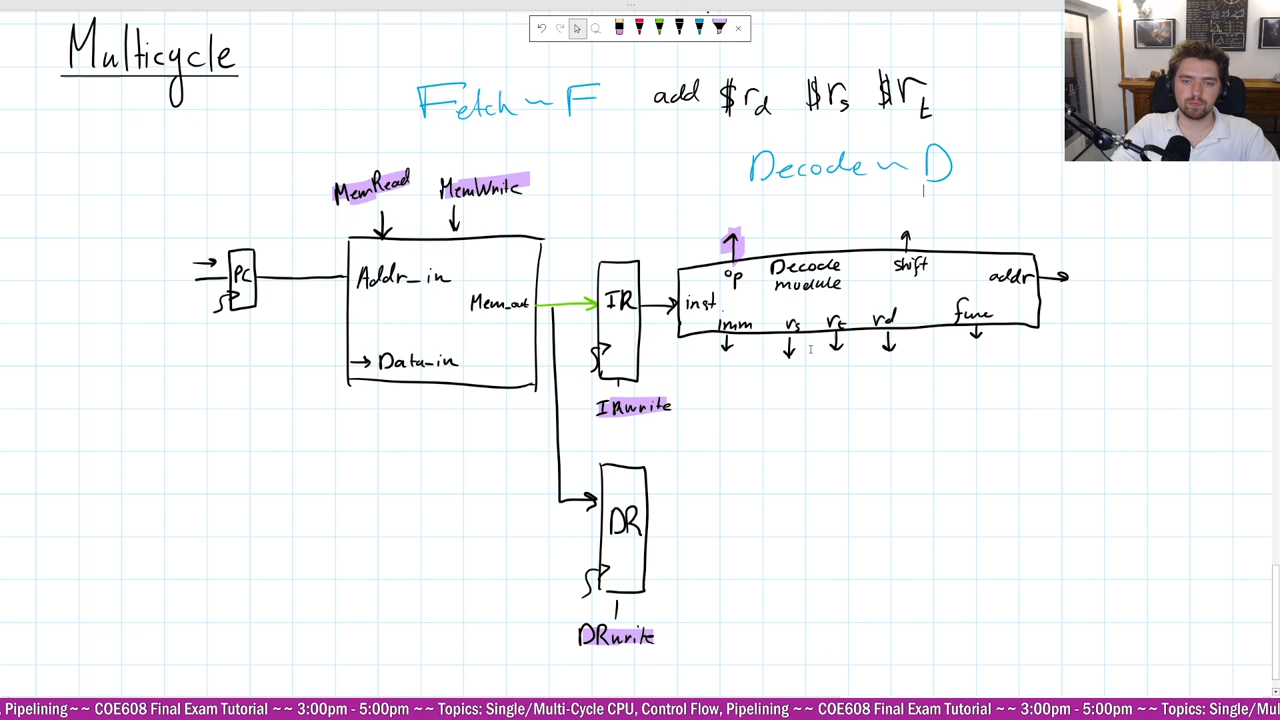 Multicycle
Fetch ~ F
add $rd $rs $rt
Decode ~ D
MemRead
MemWrite
PC
Addr_in
Mem_out
→ Data_in
IR
IRwrite
inst
op
Decode
module
shift
addr
imm
rs
rt
rd
func
DR
DRwrite
, Pipelining ~~ COE608 Final Exam Tutorial ~~ 3:00pm - 5:00pm ~~ Topics: Single/Multi-Cycle CPU, Control Flow, Pipelining ~~ COE608 Final Exam Tutorial ~~ 3:00pm - 5:00pm ~~ Topics: Single/Mul